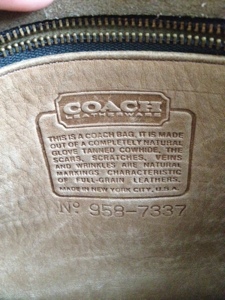 COACH
LEATHERWARE
THIS IS A COACH BAG. IT IS MADE
OUT OF A COMPLETELY NATURAL
GLOVE TANNED COWHIDE, THE
SCARS, SCRATCHES, VEINS
AND WRINKLES ARE NATURAL
MARKINGS CHARACTERISTIC
OF FULL-GRAIN LEATHERS.
MADE IN NEW YORK CITY, U.S.A.
Nº 958-7337